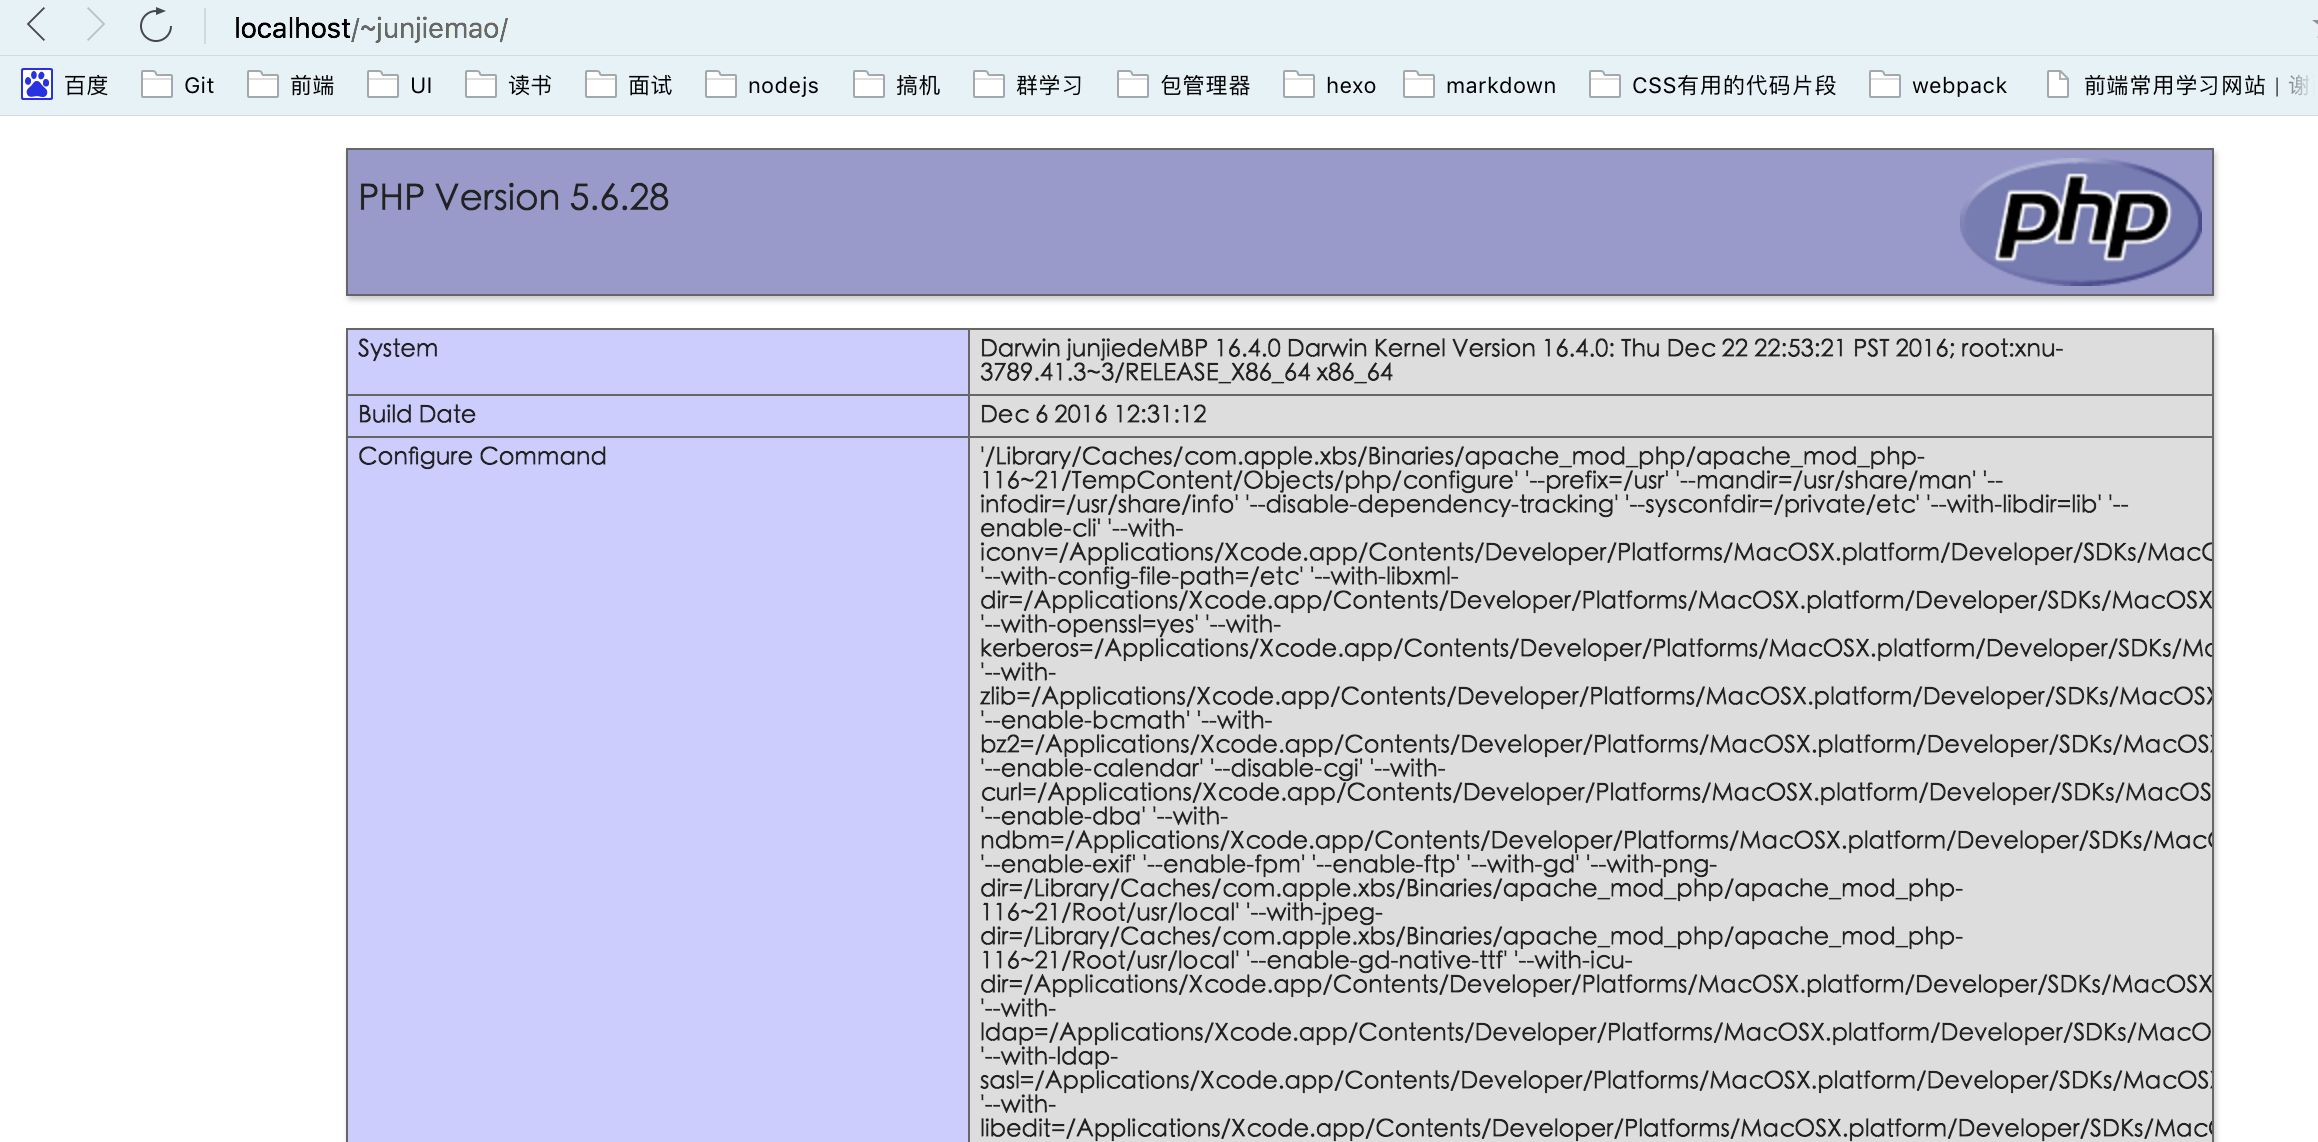 localhost/~junjiemao/
百度 Git 前端 UI 读书 面试 nodejs 搞机 群学习 包管理器 hexo markdown CSS有用的代码片段 webpack 前端常用学习网站 | 谢
PHP Version 5.6.28
php
System
Darwin junjiedeMBP 16.4.0 Darwin Kernel Version 16.4.0: Thu Dec 22 22:53:21 PST 2016; root:xnu-
3789.41.3~3/RELEASE_X86_64 x86_64
Build Date
Dec 6 2016 12:31:12
Configure Command
'/Library/Caches/com.apple.xbs/Binaries/apache_mod_php/apache_mod_php-
116~21/TempContent/Objects/php/configure' '--prefix=/usr' '--mandir=/usr/share/man' '--
infodir=/usr/share/info' '--disable-dependency-tracking' '--sysconfdir=/private/etc' '--with-libdir=lib' '--
enable-cli' '--with-
iconv=/Applications/Xcode.app/Contents/Developer/Platforms/MacOSX.platform/Developer/SDKs/MacO
'--with-config-file-path=/etc' '--with-libxml-
dir=/Applications/Xcode.app/Contents/Developer/Platforms/MacOSX.platform/Developer/SDKs/MacOSX
'--with-openssl=yes' '--with-
kerberos=/Applications/Xcode.app/Contents/Developer/Platforms/MacOSX.platform/Developer/SDKs/Ma
'--with-
zlib=/Applications/Xcode.app/Contents/Developer/Platforms/MacOSX.platform/Developer/SDKs/MacOSX
'--enable-bcmath' '--with-
bz2=/Applications/Xcode.app/Contents/Developer/Platforms/MacOSX.platform/Developer/SDKs/MacOSX
'--enable-calendar' '--disable-cgi' '--with-
curl=/Applications/Xcode.app/Contents/Developer/Platforms/MacOSX.platform/Developer/SDKs/MacOS
'--enable-dba' '--with-
ndbm=/Applications/Xcode.app/Contents/Developer/Platforms/MacOSX.platform/Developer/SDKs/MacO
'--enable-exif' '--enable-fpm' '--enable-ftp' '--with-gd' '--with-png-
dir=/Library/Caches/com.apple.xbs/Binaries/apache_mod_php/apache_mod_php-
116~21/Root/usr/local' '--with-jpeg-
dir=/Library/Caches/com.apple.xbs/Binaries/apache_mod_php/apache_mod_php-
116~21/Root/usr/local' '--enable-gd-native-ttf' '--with-icu-
dir=/Applications/Xcode.app/Contents/Developer/Platforms/MacOSX.platform/Developer/SDKs/MacOSX
'--with-
ldap=/Applications/Xcode.app/Contents/Developer/Platforms/MacOSX.platform/Developer/SDKs/MacO
'--with-ldap-
sasl=/Applications/Xcode.app/Contents/Developer/Platforms/MacOSX.platform/Developer/SDKs/MacOS
'--with-
libedit=/Applications/Xcode.app/Contents/Developer/Platforms/MacOSX.platform/Developer/SDKs/Mac